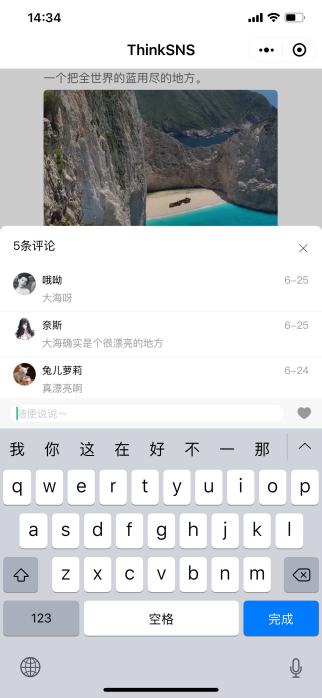 14:34
ThinkSNS
一个把全世界的蓝用尽的地方。
5条评论
哦呦 6-25
大海呀
奈斯 6-25
大海确实是个很漂亮的地方
兔儿萝莉 6-24
真漂亮啊
随便说说~
我 你 这 在 好 不 一 那
q w e r t y u i o p
a s d f g h j k l
z x c v b n m
123 空格 完成